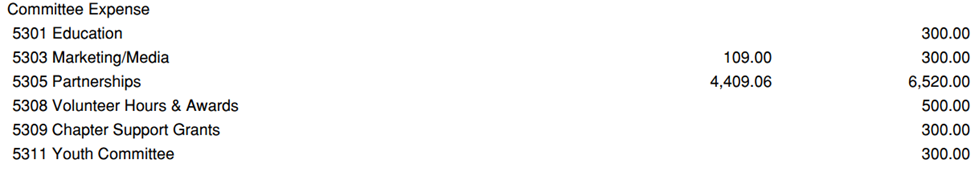 Committee Expense
5301 Education 300.00
5303 Marketing/Media 109.00 300.00
5305 Partnerships 4,409.06 6,520.00
5308 Volunteer Hours & Awards 500.00
5309 Chapter Support Grants 300.00
5311 Youth Committee 300.00